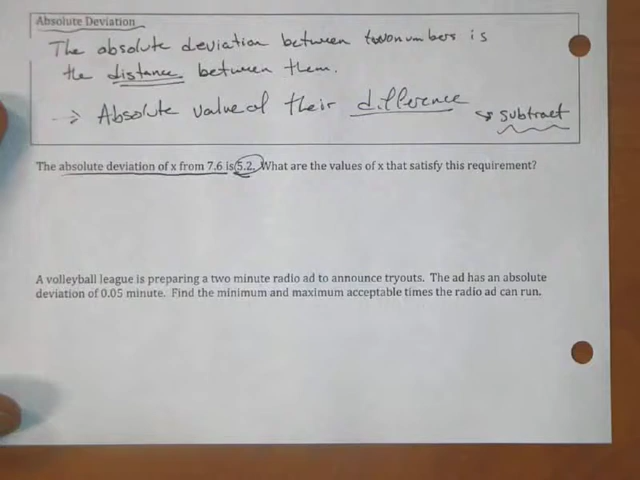 Absolute Deviation
The absolute deviation between two numbers is
the distance between them.
→ Absolute value of their difference → subtract
The absolute deviation of x from 7.6 is 5.2. What are the values of x that satisfy this requirement?
A volleyball league is preparing a two minute radio ad to announce tryouts. The ad has an absolute
deviation of 0.05 minute. Find the minimum and maximum acceptable times the radio ad can run.